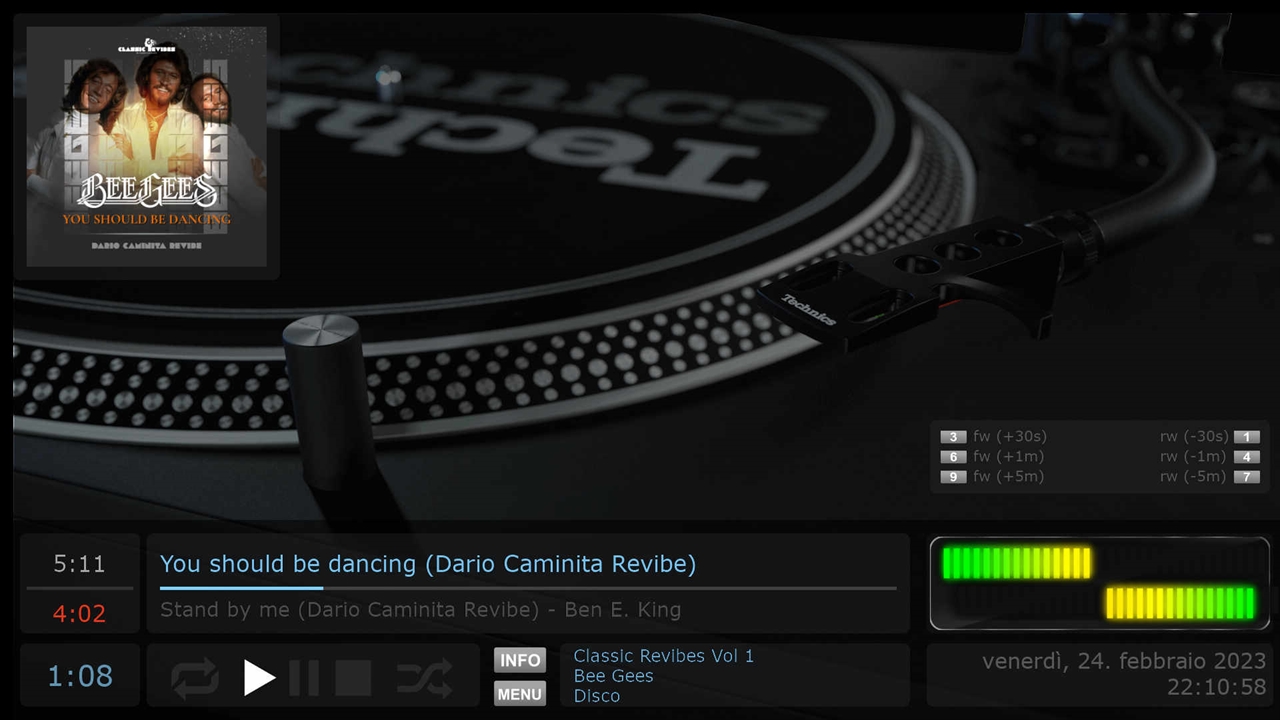 CLASSIC REVIBES
BEE GEES
YOU SHOULD BE DANCING
DARIO CAMINITA REVIBE
Technics
Technics
Technics
3 fw (+30s) rw (-30s) 1
6 fw (+1m) rw (-1m) 4
9 fw (+5m) rw (-5m) 7
5:11
You should be dancing (Dario Caminita Revibe)
4:02
Stand by me (Dario Caminita Revibe) - Ben E. King
1:08
INFO
MENU
Classic Revibes Vol 1
Bee Gees
DIsco
venerdì, 24. febbraio 2023
22:10:58